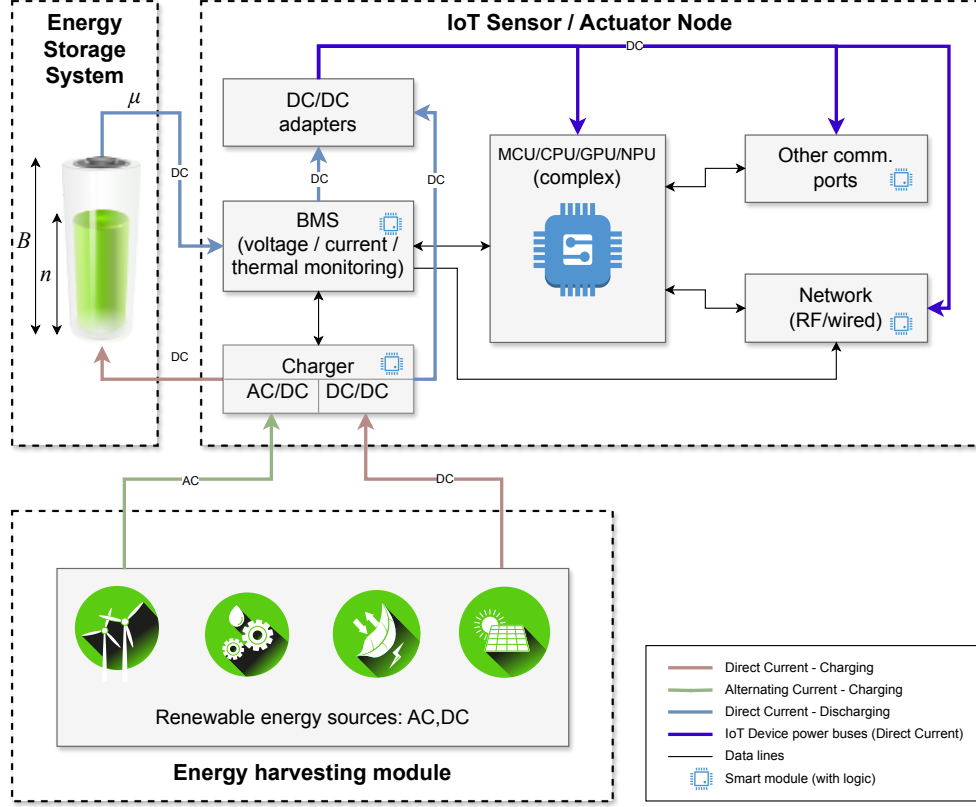 Energy
Storage
System
μ
DC
B
n
DC
IoT Sensor / Actuator Node
DC
DC/DC
adapters
DC
DC
BMS
(voltage / current /
thermal monitoring)
Charger
AC/DC
DC/DC
MCU/CPU/GPU/NPU
(complex)
Other comm.
ports
Network
(RF/wired)
AC
DC
Renewable energy sources: AC,DC
Energy harvesting module
Direct Current - Charging
Alternating Current - Charging
Direct Current - Discharging
IoT Device power buses (Direct Current)
Data lines
Smart module (with logic)